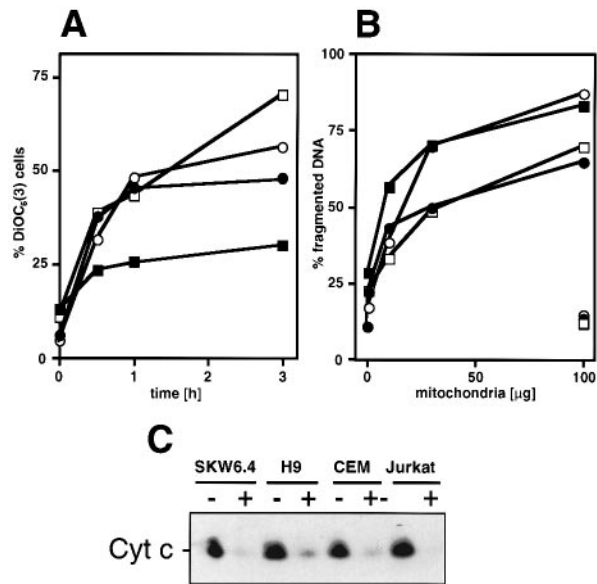 A
B
% DiOC6(3) cells
75
50
25
0
0
1
2
3
time [h]
% fragmented DNA
100
75
50
25
0
0
50
100
mitochondria [μg]
C
SKW6.4 H9 CEM Jurkat
- + - + - +- +
Cyt c -